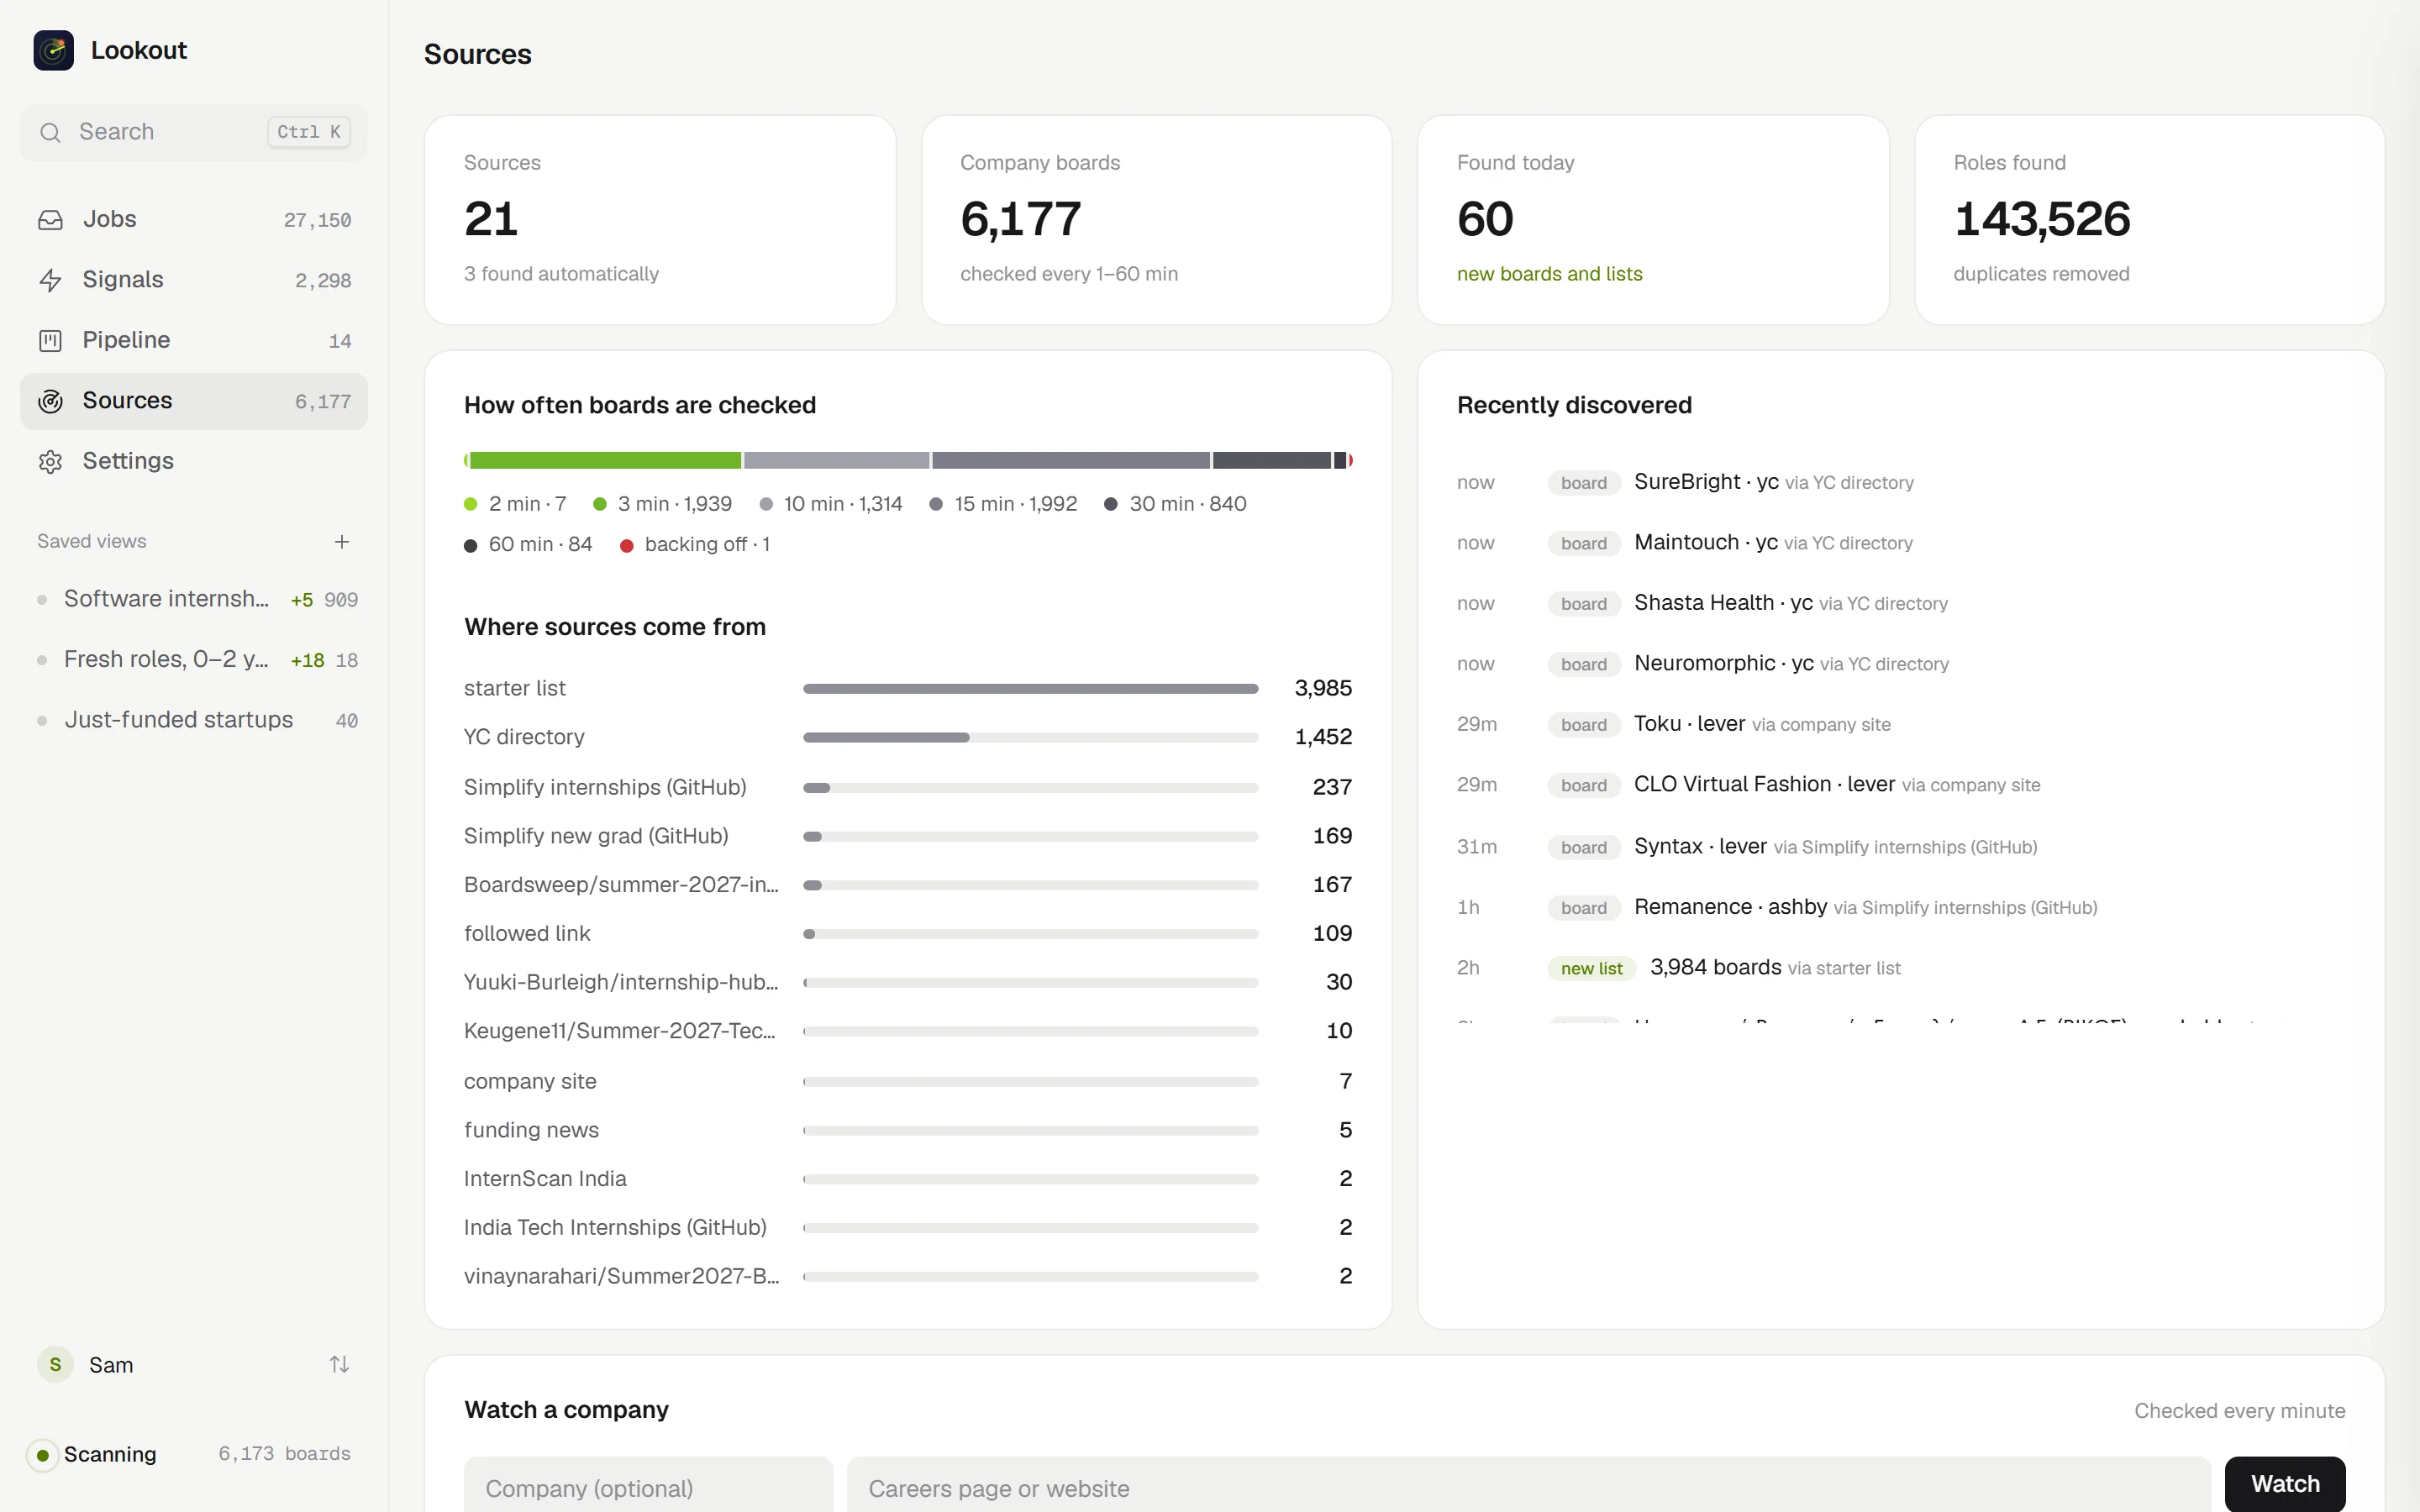 Lookout
Search Ctrl K
Jobs 27,150
Signals 2,298
Pipeline 14
Sources 6,177
Settings
Saved views
Software internsh... +5 909
Fresh roles, 0–2 y... +18 18
Just-funded startups 40
S Sam
Scanning 6,173 boards
Sources
Sources
21
3 found automatically
Company boards
6,177
checked every 1–60 min
Found today
60
new boards and lists
Roles found
143,526
duplicates removed
How often boards are checked
2 min · 7 3 min · 1,939 10 min · 1,314 15 min · 1,992 30 min · 840
60 min · 84 backing off · 1
Where sources come from
starter list 3,985
YC directory 1,452
Simplify internships (GitHub) 237
Simplify new grad (GitHub) 169
Boardsweep/summer-2027-in... 167
followed link 109
Yuuki-Burleigh/internship-hub... 30
Keugene11/Summer-2027-Tec... 10
company site 7
funding news 5
InternScan India 2
India Tech Internships (GitHub) 2
vinaynarahari/Summer2027-B... 2
Recently discovered
now board SureBright · yc via YC directory
now board Maintouch · yc via YC directory
now board Shasta Health · yc via YC directory
now board Neuromorphic · yc via YC directory
29m board Toku · lever via company site
29m board CLO Virtual Fashion · lever via company site
31m board Syntax · lever via Simplify internships (GitHub)
1h board Remanence · ashby via Simplify internships (GitHub)
2h new list 3,984 boards via starter list
Watch a company
Checked every minute
Company (optional) Careers page or website Watch